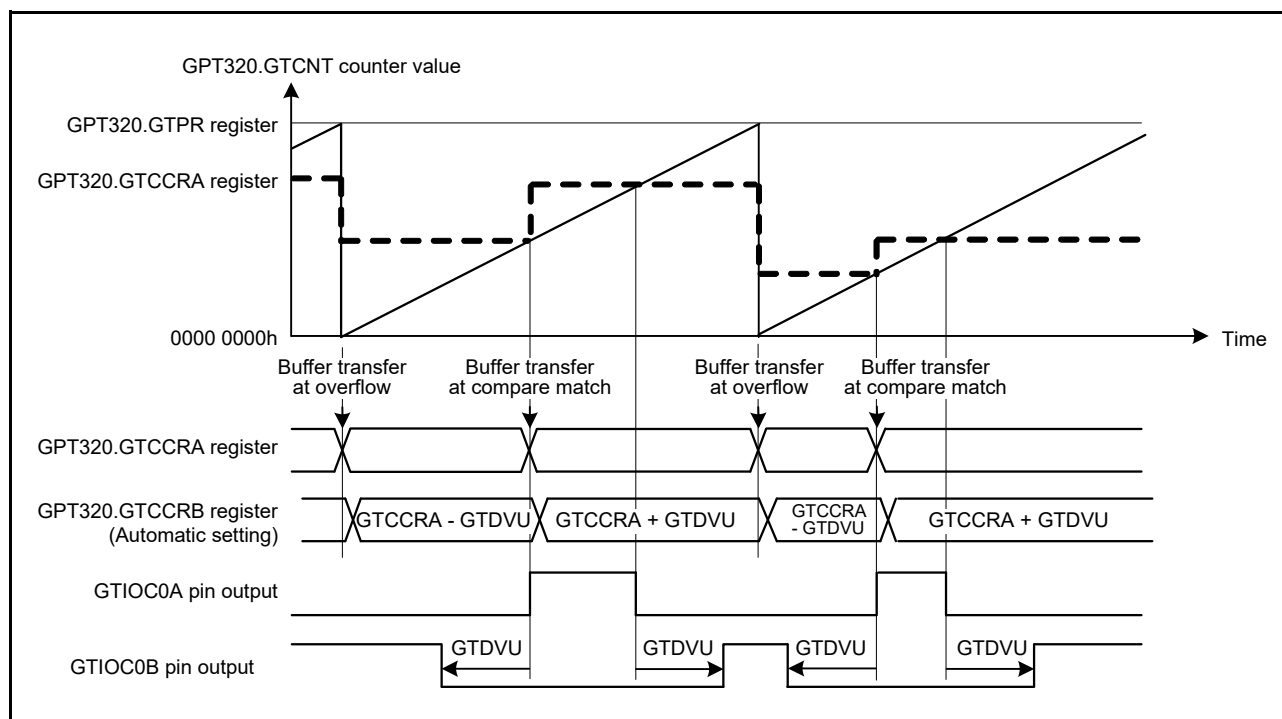 GPT320.GTCNT counter value
GPT320.GTPR register
GPT320.GTCCRA register
0000 0000h
Time
Buffer transfer
at overflow
Buffer transfer
at compare match
Buffer transfer
at overflow
Buffer transfer
at compare match
GPT320.GTCCRA register
GPT320.GTCCRB register
(Automatic setting)
GTCCRA - GTDVU
GTCCRA + GTDVU
GTCCRA
- GTDVU
GTCCRA + GTDVU
GTIOC0A pin output
GTIOC0B pin output
GTDVU
GTDVU
GTDVU
GTDVU